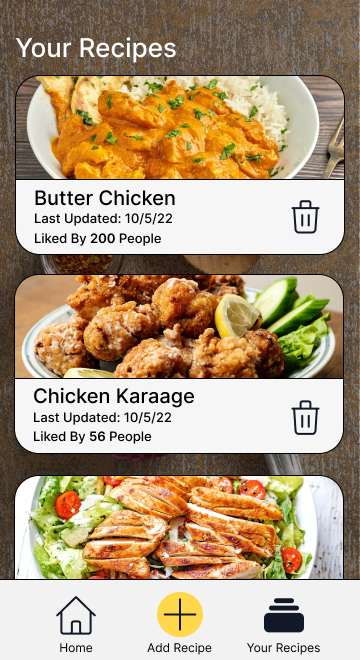 Your Recipes
Butter Chicken
Last Updated: 10/5/22
Liked By 200 People
Chicken Karaage
Last Updated: 10/5/22
Liked By 56 People
Home
Add Recipe
Your Recipes